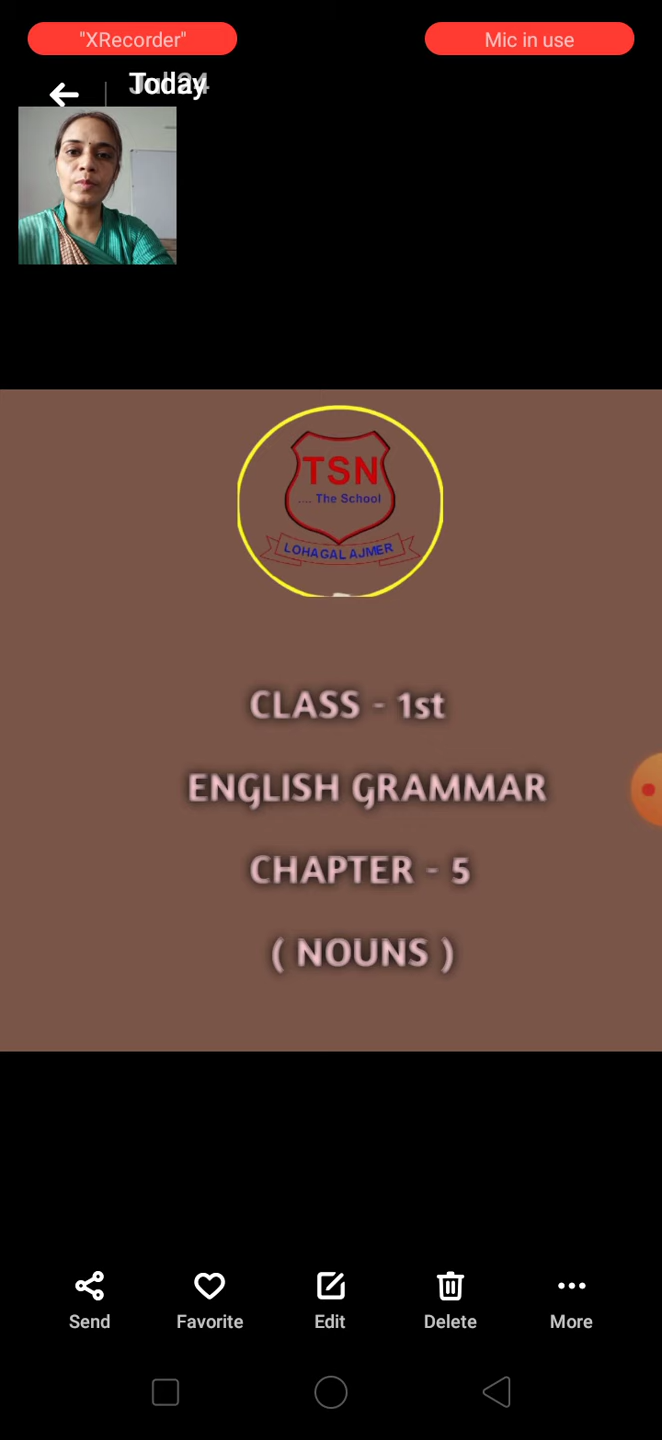 "XRecorder"
Mic in use
Today
TSN
.... The School
LOHAGAL AJMER
CLASS - 1st
ENGLISH GRAMMAR
CHAPTER - 5
( NOUNS )
Send
Favorite
Edit
Delete
More